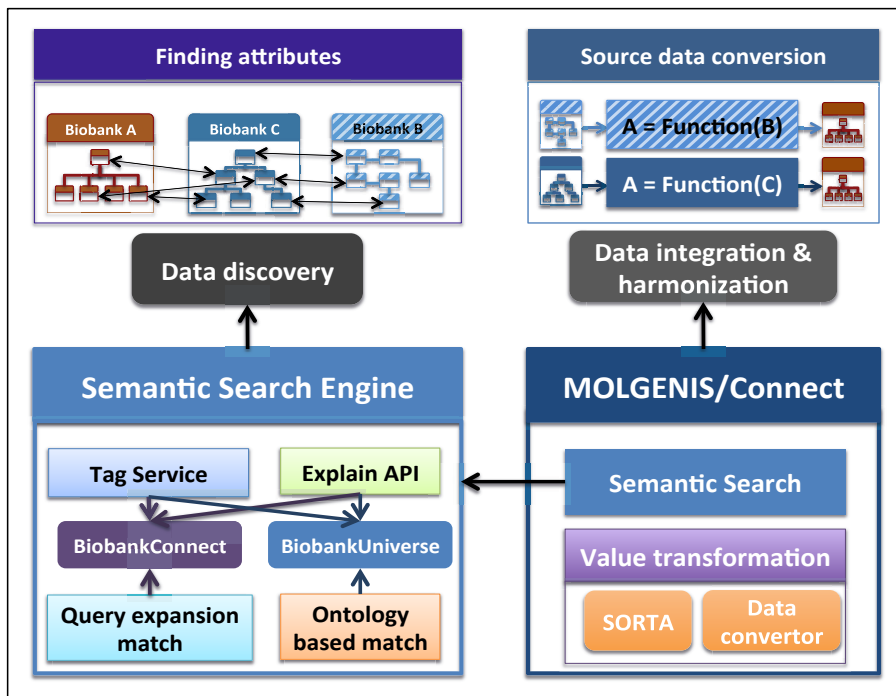 Finding attributes
Biobank A
Biobank C
Biobank B
Data discovery
Source data conversion
A = Function(B)
A = Function(C)
Data integration &
harmonization
Semantic Search Engine
Tag Service
Explain API
BiobankConnect
BiobankUniverse
Query expansion
match
Ontology
based match
MOLGENIS/Connect
Semantic Search
Value transformation
SORTA
Data
convertor